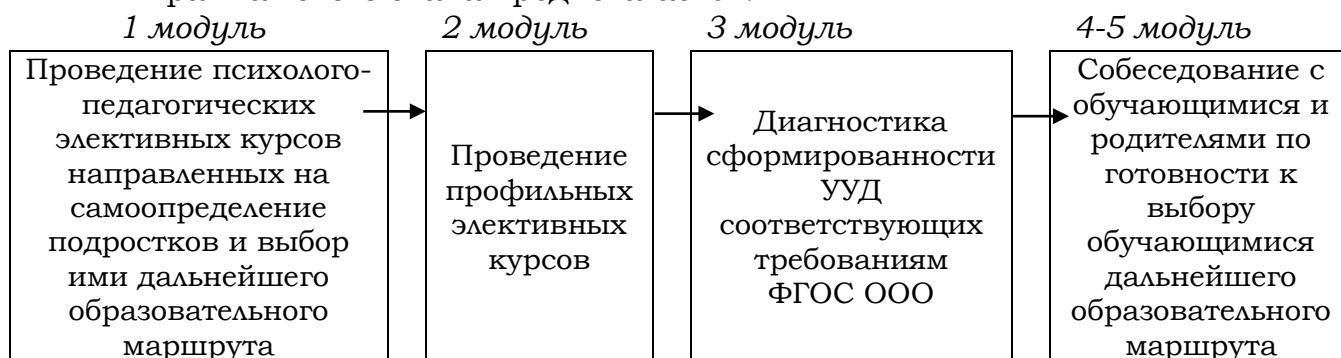 1 модуль
Проведение психолого-
педагогических
элективных курсов
направленных на
самоопределение
подростков и выбор
ими дальнейшего
образовательного
маршрута
2 модуль
Проведение
профильных
элективных
курсов
3 модуль
Диагностика
сформированности
УУД
соответствующих
требованиям
ФГОС ООО
4-5 модуль
Собеседование с
обучающимися и
родителями по
готовности к
выбору
обучающимися
дальнейшего
образовательного
маршрута